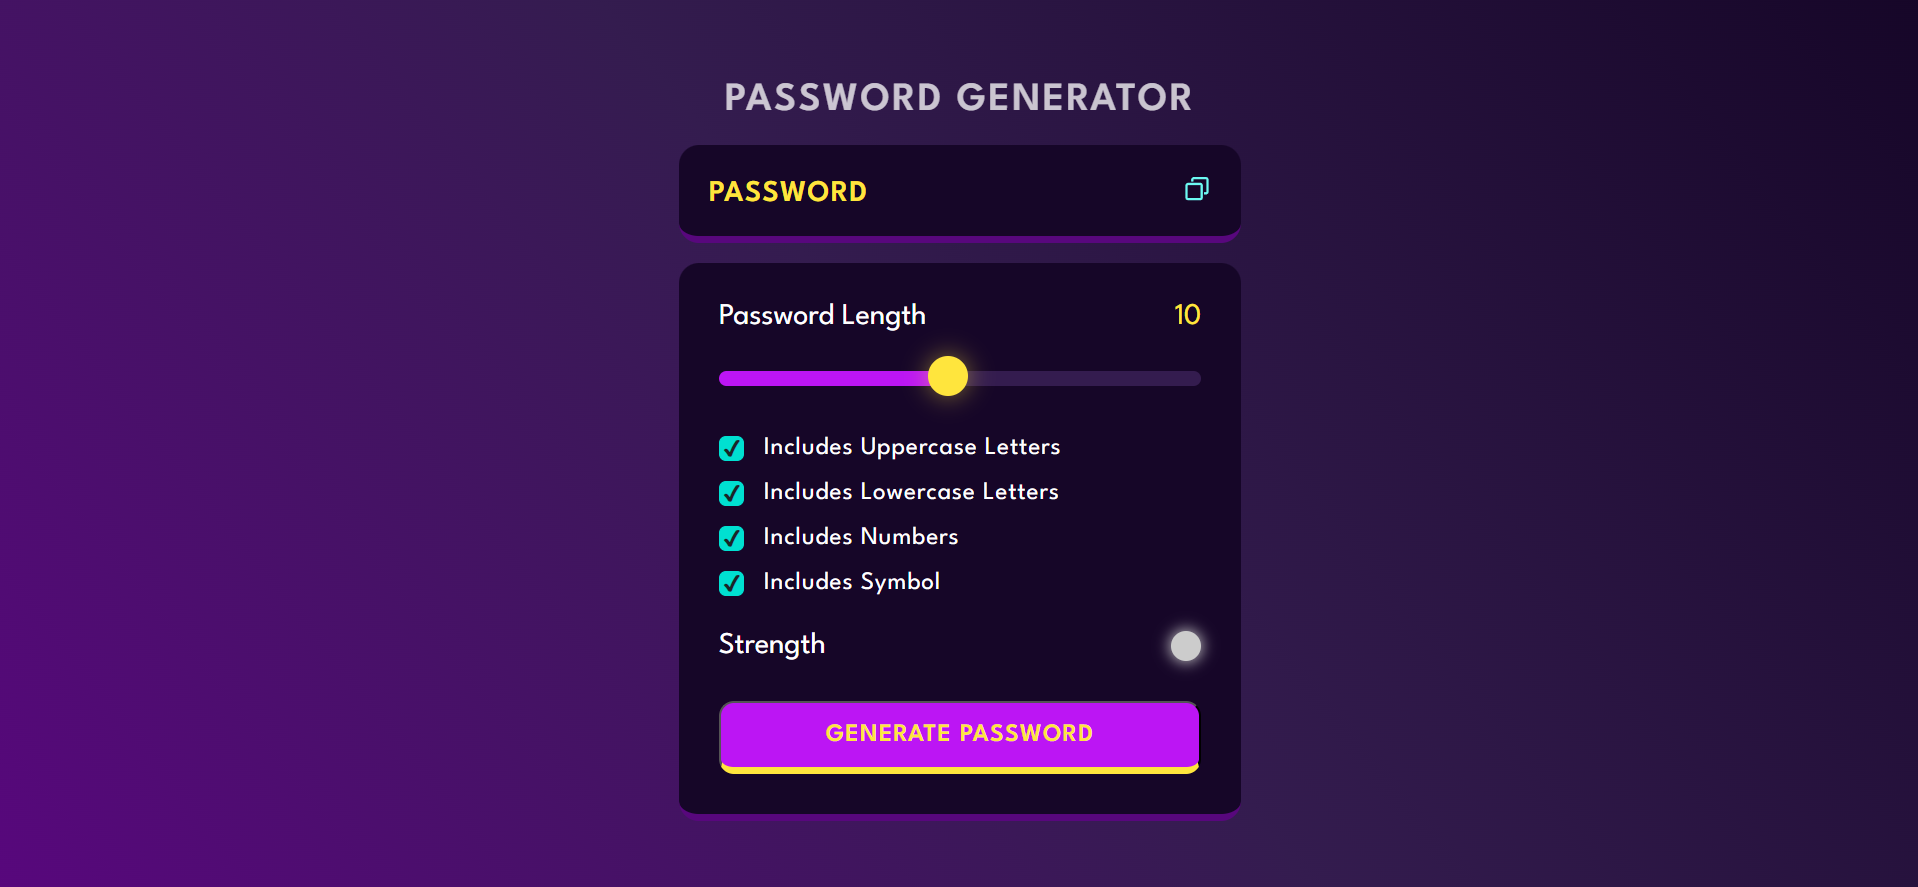 PASSWORD GENERATOR
PASSWORD
Password Length 10
Includes Uppercase Letters
Includes Lowercase Letters
Includes Numbers
Includes Symbol
Strength
GENERATE PASSWORD